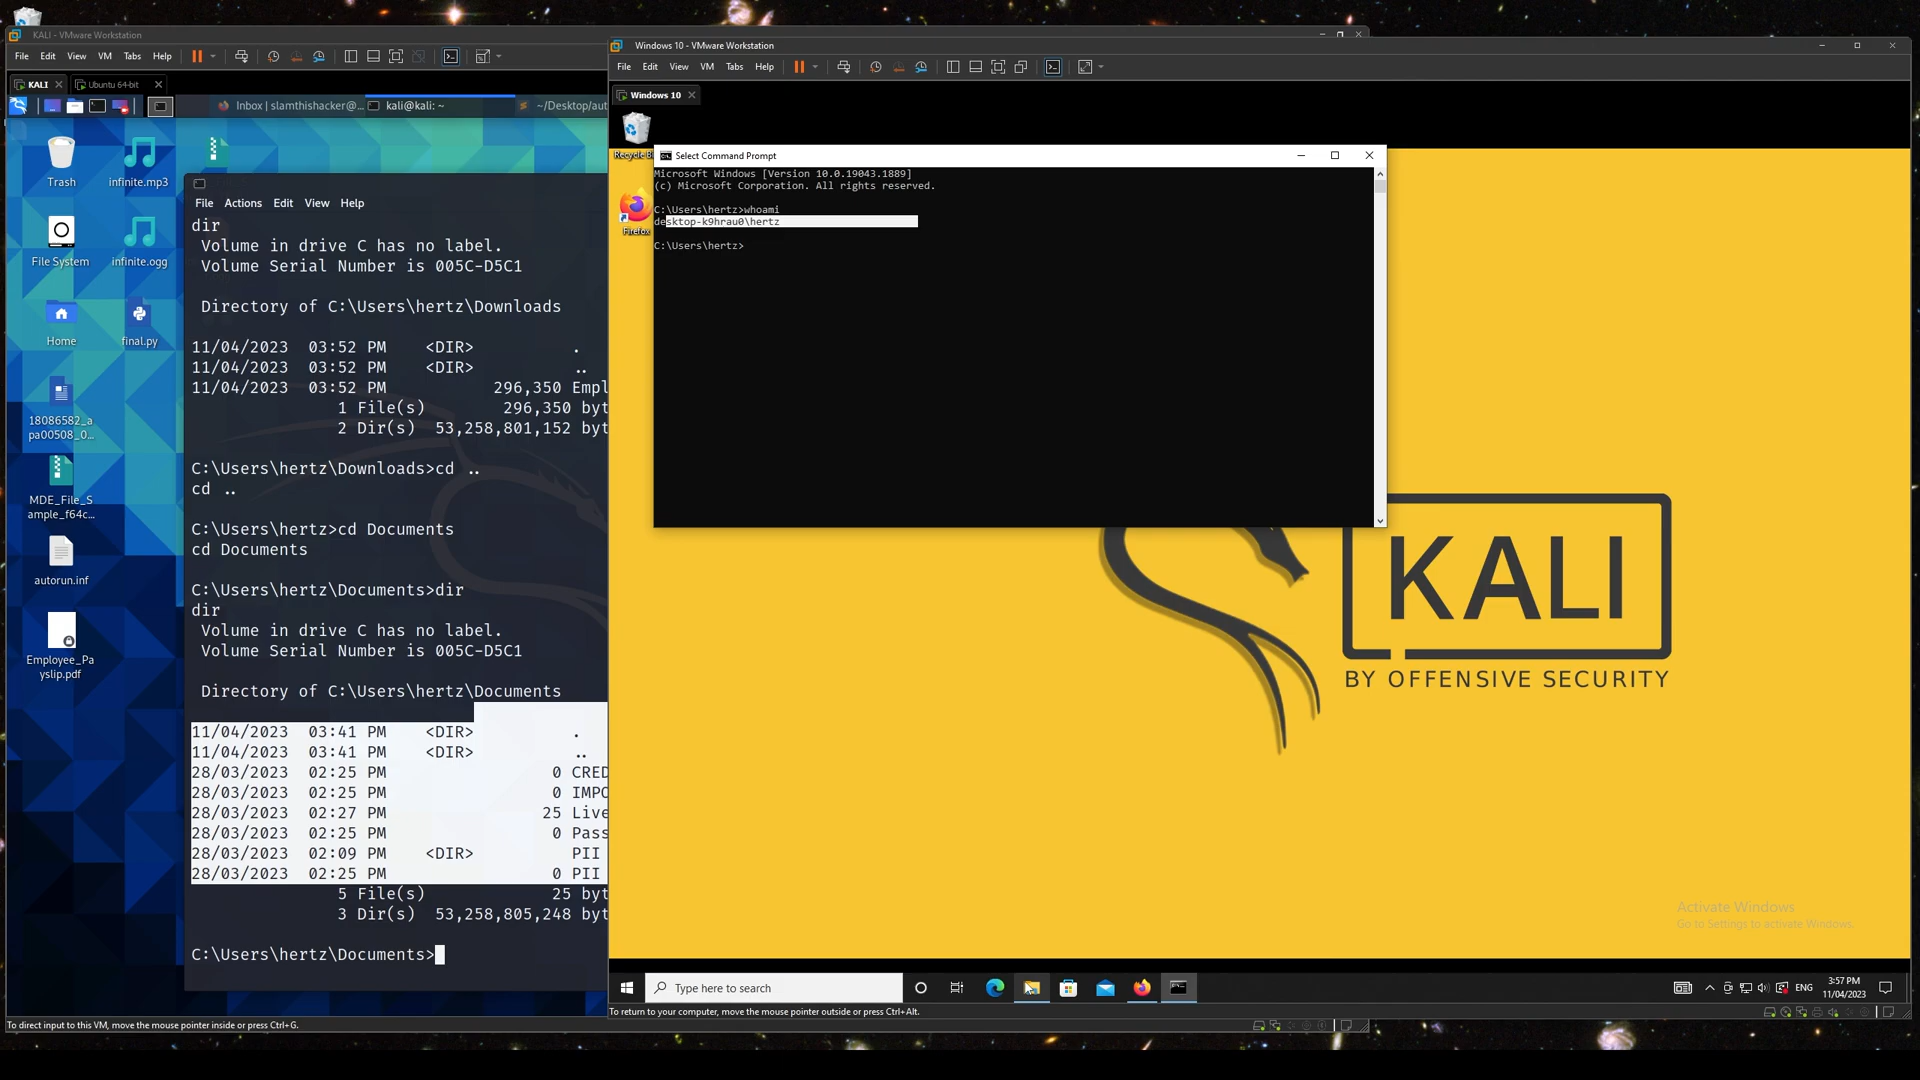 KALI - VMware Workstation
File Edit View VM Tabs Help
KALI Ubuntu 64-bit
Inbox | slamthishacker@... kali@kali: ~ ~/Desktop/aut
Trash
infinite.mp3
File System
infinite.ogg
Home
final.py
18086582_a
pa00508_0...
MDE_File_S
ample_f64c...
autorun.inf
Employee_Pa
yslip.pdf
File Actions Edit View Help
dir
Volume in drive C has no label.
Volume Serial Number is 005C-D5C1
Directory of C:\Users\hertz\Downloads
11/04/2023 03:52 PM <DIR> .
11/04/2023 03:52 PM <DIR> ..
11/04/2023 03:52 PM 296,350 Empl
1 File(s) 296,350 byt
2 Dir(s) 53,258,801,152 byt
C:\Users\hertz\Downloads>cd ..
cd ..
C:\Users\hertz>cd Documents
cd Documents
C:\Users\hertz\Documents>dir
dir
Volume in drive C has no label.
Volume Serial Number is 005C-D5C1
Directory of C:\Users\hertz\Documents
11/04/2023 03:41 PM <DIR> .
11/04/2023 03:41 PM <DIR> ..
28/03/2023 02:25 PM 0 CRED
28/03/2023 02:25 PM 0 IMPO
28/03/2023 02:27 PM 25 Live
28/03/2023 02:25 PM 0 Pass
28/03/2023 02:09 PM <DIR> PII
28/03/2023 02:25 PM 0 PII
5 File(s) 25 byt
3 Dir(s) 53,258,805,248 byt
C:\Users\hertz\Documents>
To direct input to this VM, move the mouse pointer inside or press Ctrl+G.
Windows 10 - VMware Workstation
File Edit View VM Tabs Help
Windows 10
Recycle B
Firefox
Select Command Prompt
Microsoft Windows [Version 10.0.19043.1889]
(c) Microsoft Corporation. All rights reserved.
C:\Users\hertz>whoami
desktop-k9hrau0\hertz
C:\Users\hertz>
KALI
BY OFFENSIVE SECURITY
Activate Windows
Go to Settings to activate Windows.
Type here to search
ENG
3:57 PM
11/04/2023
To return to your computer, move the mouse pointer outside or press Ctrl+Alt.